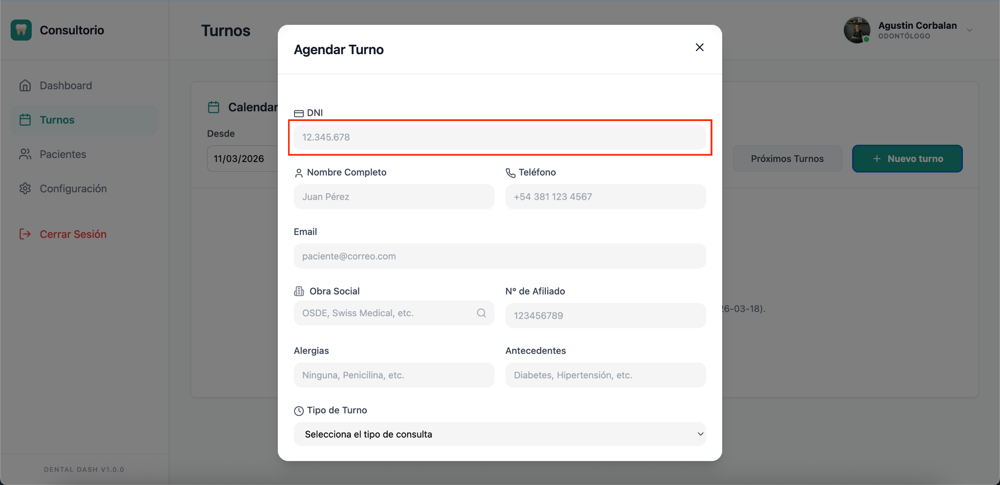 Consultorio
Dashboard
Turnos
Pacientes
Configuración
Cerrar Sesión
DENTAL DASH V1.0.0
Turnos
Agustin Corbalan
ODONTÓLOGO
Calendar
Desde
11/03/2026
Próximos Turnos
+ Nuevo turno
26-03-18).
Agendar Turno
DNI
12.345.678
Nombre Completo
Teléfono
Juan Pérez
+54 381 123 4567
Email
paciente@correo.com
Obra Social
Nº de Afiliado
OSDE, Swiss Medical, etc.
123456789
Alergias
Antecedentes
Ninguna, Penicilina, etc.
Diabetes, Hipertensión, etc.
Tipo de Turno
Selecciona el tipo de consulta